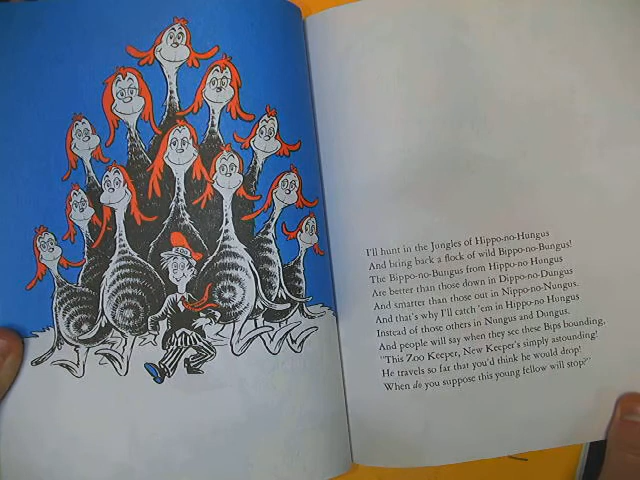 ZOO
I'll hunt in the Jungles of Hippo-no-Hungus
And bring back a flock of wild Bippo-no-Bungus!
The Bippo-no-Bungus from Hippo-no Hungus
Are better than those down in Dippo-no-Dungus
And smarter than those out in Nippo-no-Nungus.
And that's why I'll catch 'em in Hippo-no Hungus
Instead of those others in Nungus and Dungus.
And people will say when they see these Bips bounding,
"This Zoo Keeper, New Keeper's simply astounding!
He travels so far that you'd think he would drop!
When do you suppose this young fellow will stop?"